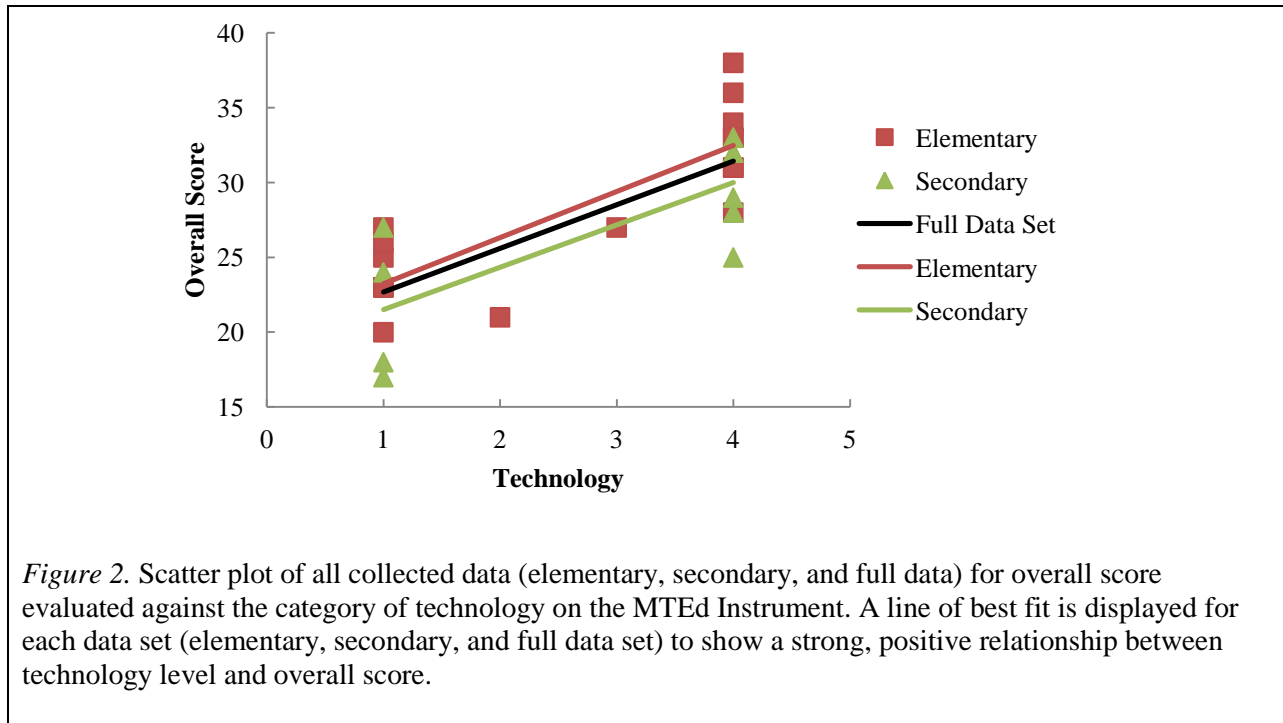 40
35
30
25
20
15
Overall Score
0 1 2 3 4 5
Technology
Elementary
Secondary
Full Data Set
Elementary
Secondary
Figure 2. Scatter plot of all collected data (elementary, secondary, and full data) for overall score
evaluated against the category of technology on the MTEd Instrument. A line of best fit is displayed for
each data set (elementary, secondary, and full data set) to show a strong, positive relationship between
technology level and overall score.